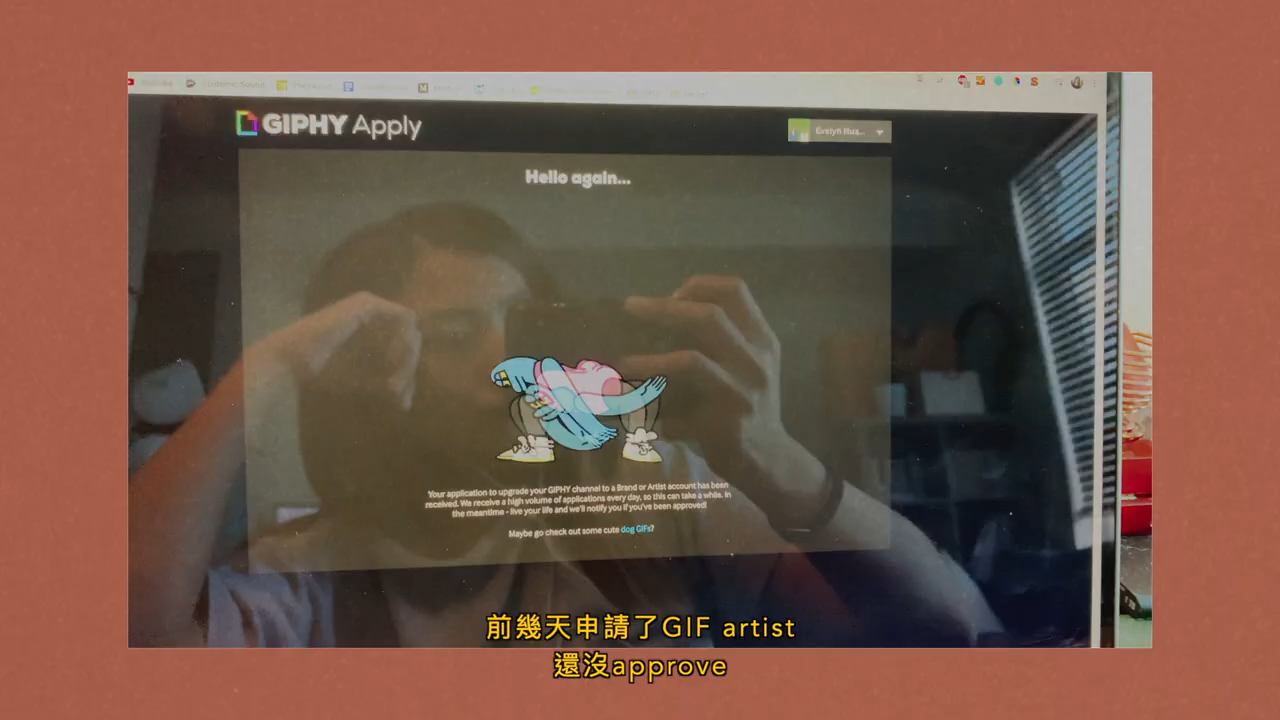 GIPHY Apply
Evelyn Hua...
Hello again...
Your application to upgrade your GIPHY channel to a Brand or Artist account has been
received. We receive a high volume of applications every day, so this can take a while. In
the meantime - live your life and we'll notify you if you've been approved!
Maybe go check out some cute dog GIFs?
前幾天申請了GIF artist
還沒approve